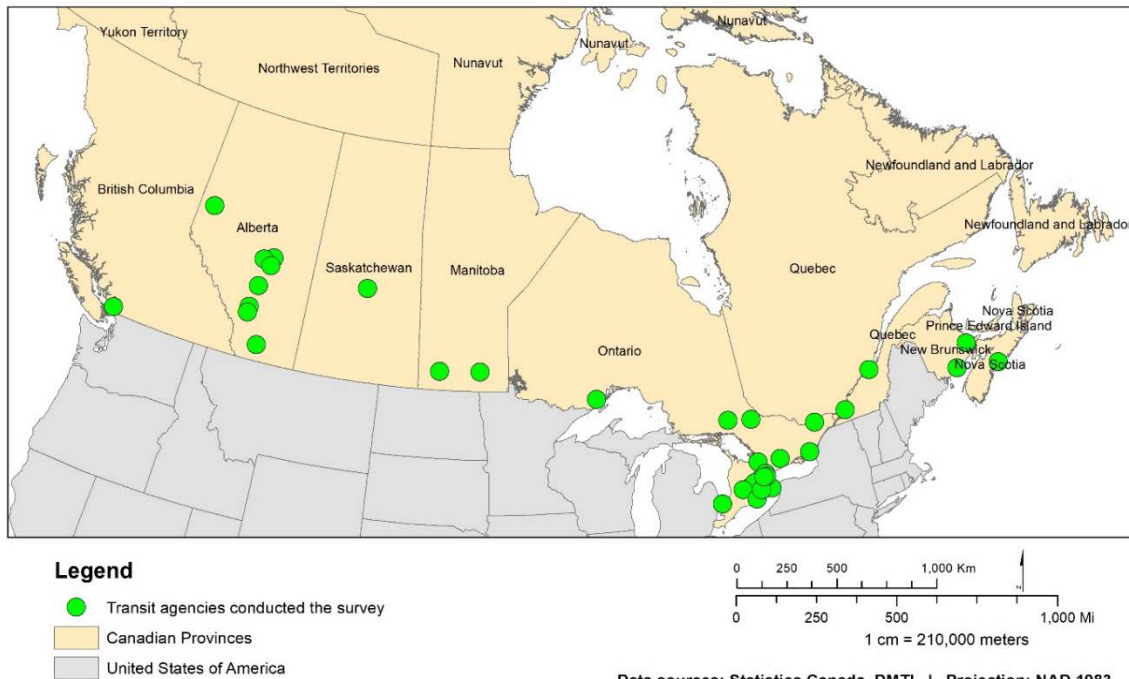 Nunavut
Yukon Territory
Nunavut
Northwest Territories
Nunavut
Newfoundland and Labrador
British Columbia
Newfoundland and Labrador
Alberta
Saskatchewan
Manitoba
Quebec
Nova Scotia
Prince Edward Island
Quebec
Ontario
New Brunswick
Nova Scotia
Legend
Transit agencies conducted the survey
Canadian Provinces
United States of America
0 250 500 1,000 Km
0 250 500 1,000 Mi
1 cm = 210,000 meters
Data sources: Statistics Canada, DMTI | Projection: NAD 1983